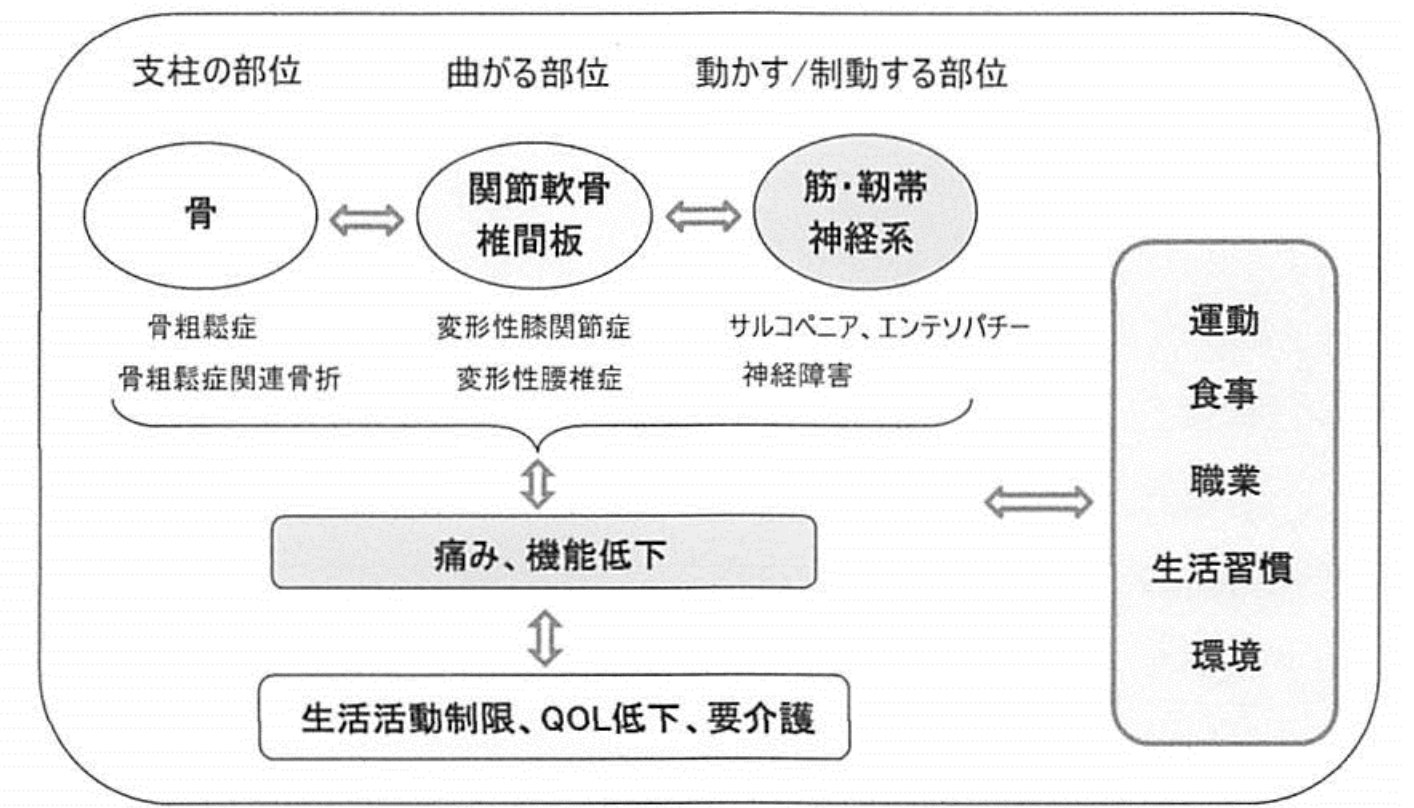 支柱の部位
曲がる部位
動かす/制動する部位
骨
関節軟骨
椎間板
筋・靱帯
神経系
骨粗鬆症
骨粗鬆症関連骨折
変形性膝関節症
変形性腰椎症
サルコペニア、エンテソパチー
神経障害
痛み、機能低下
生活活動制限、QOL低下、要介護
運動
食事
職業
生活習慣
環境